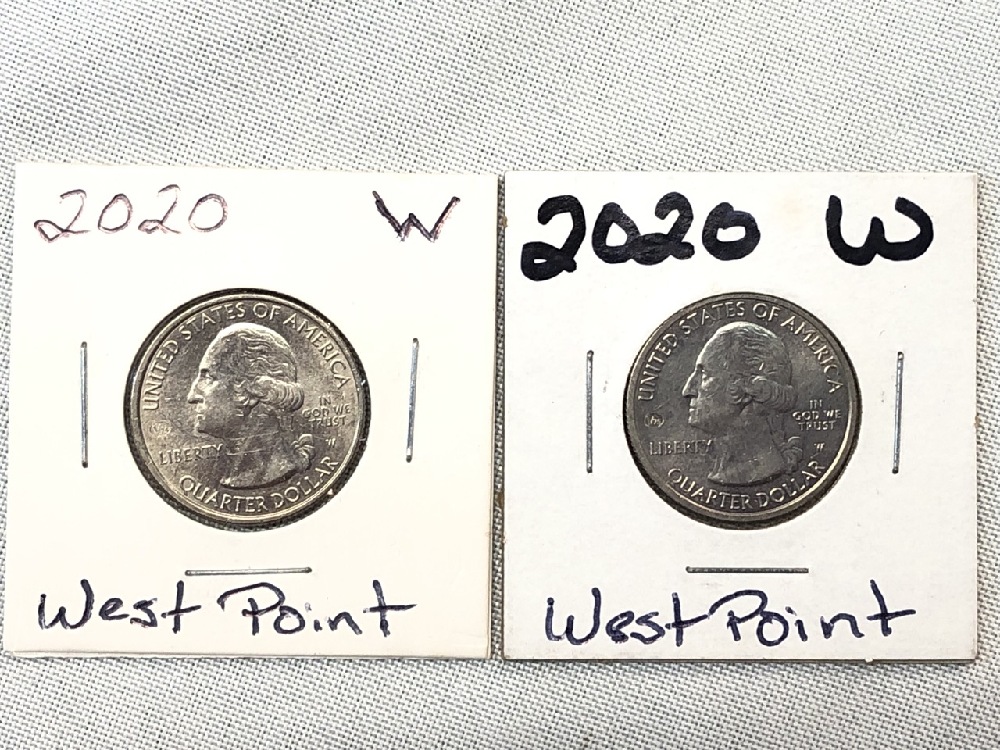 2020 W
UNITED STATES OF AMERICA
IN
GOD WE
TRUST
LIBERTY
W
QUARTER DOLLAR
West Point
2020 W
UNITED STATES OF AMERICA
IN
GOD WE
TRUST
LIBERTY
W
QUARTER DOLLAR
West Point